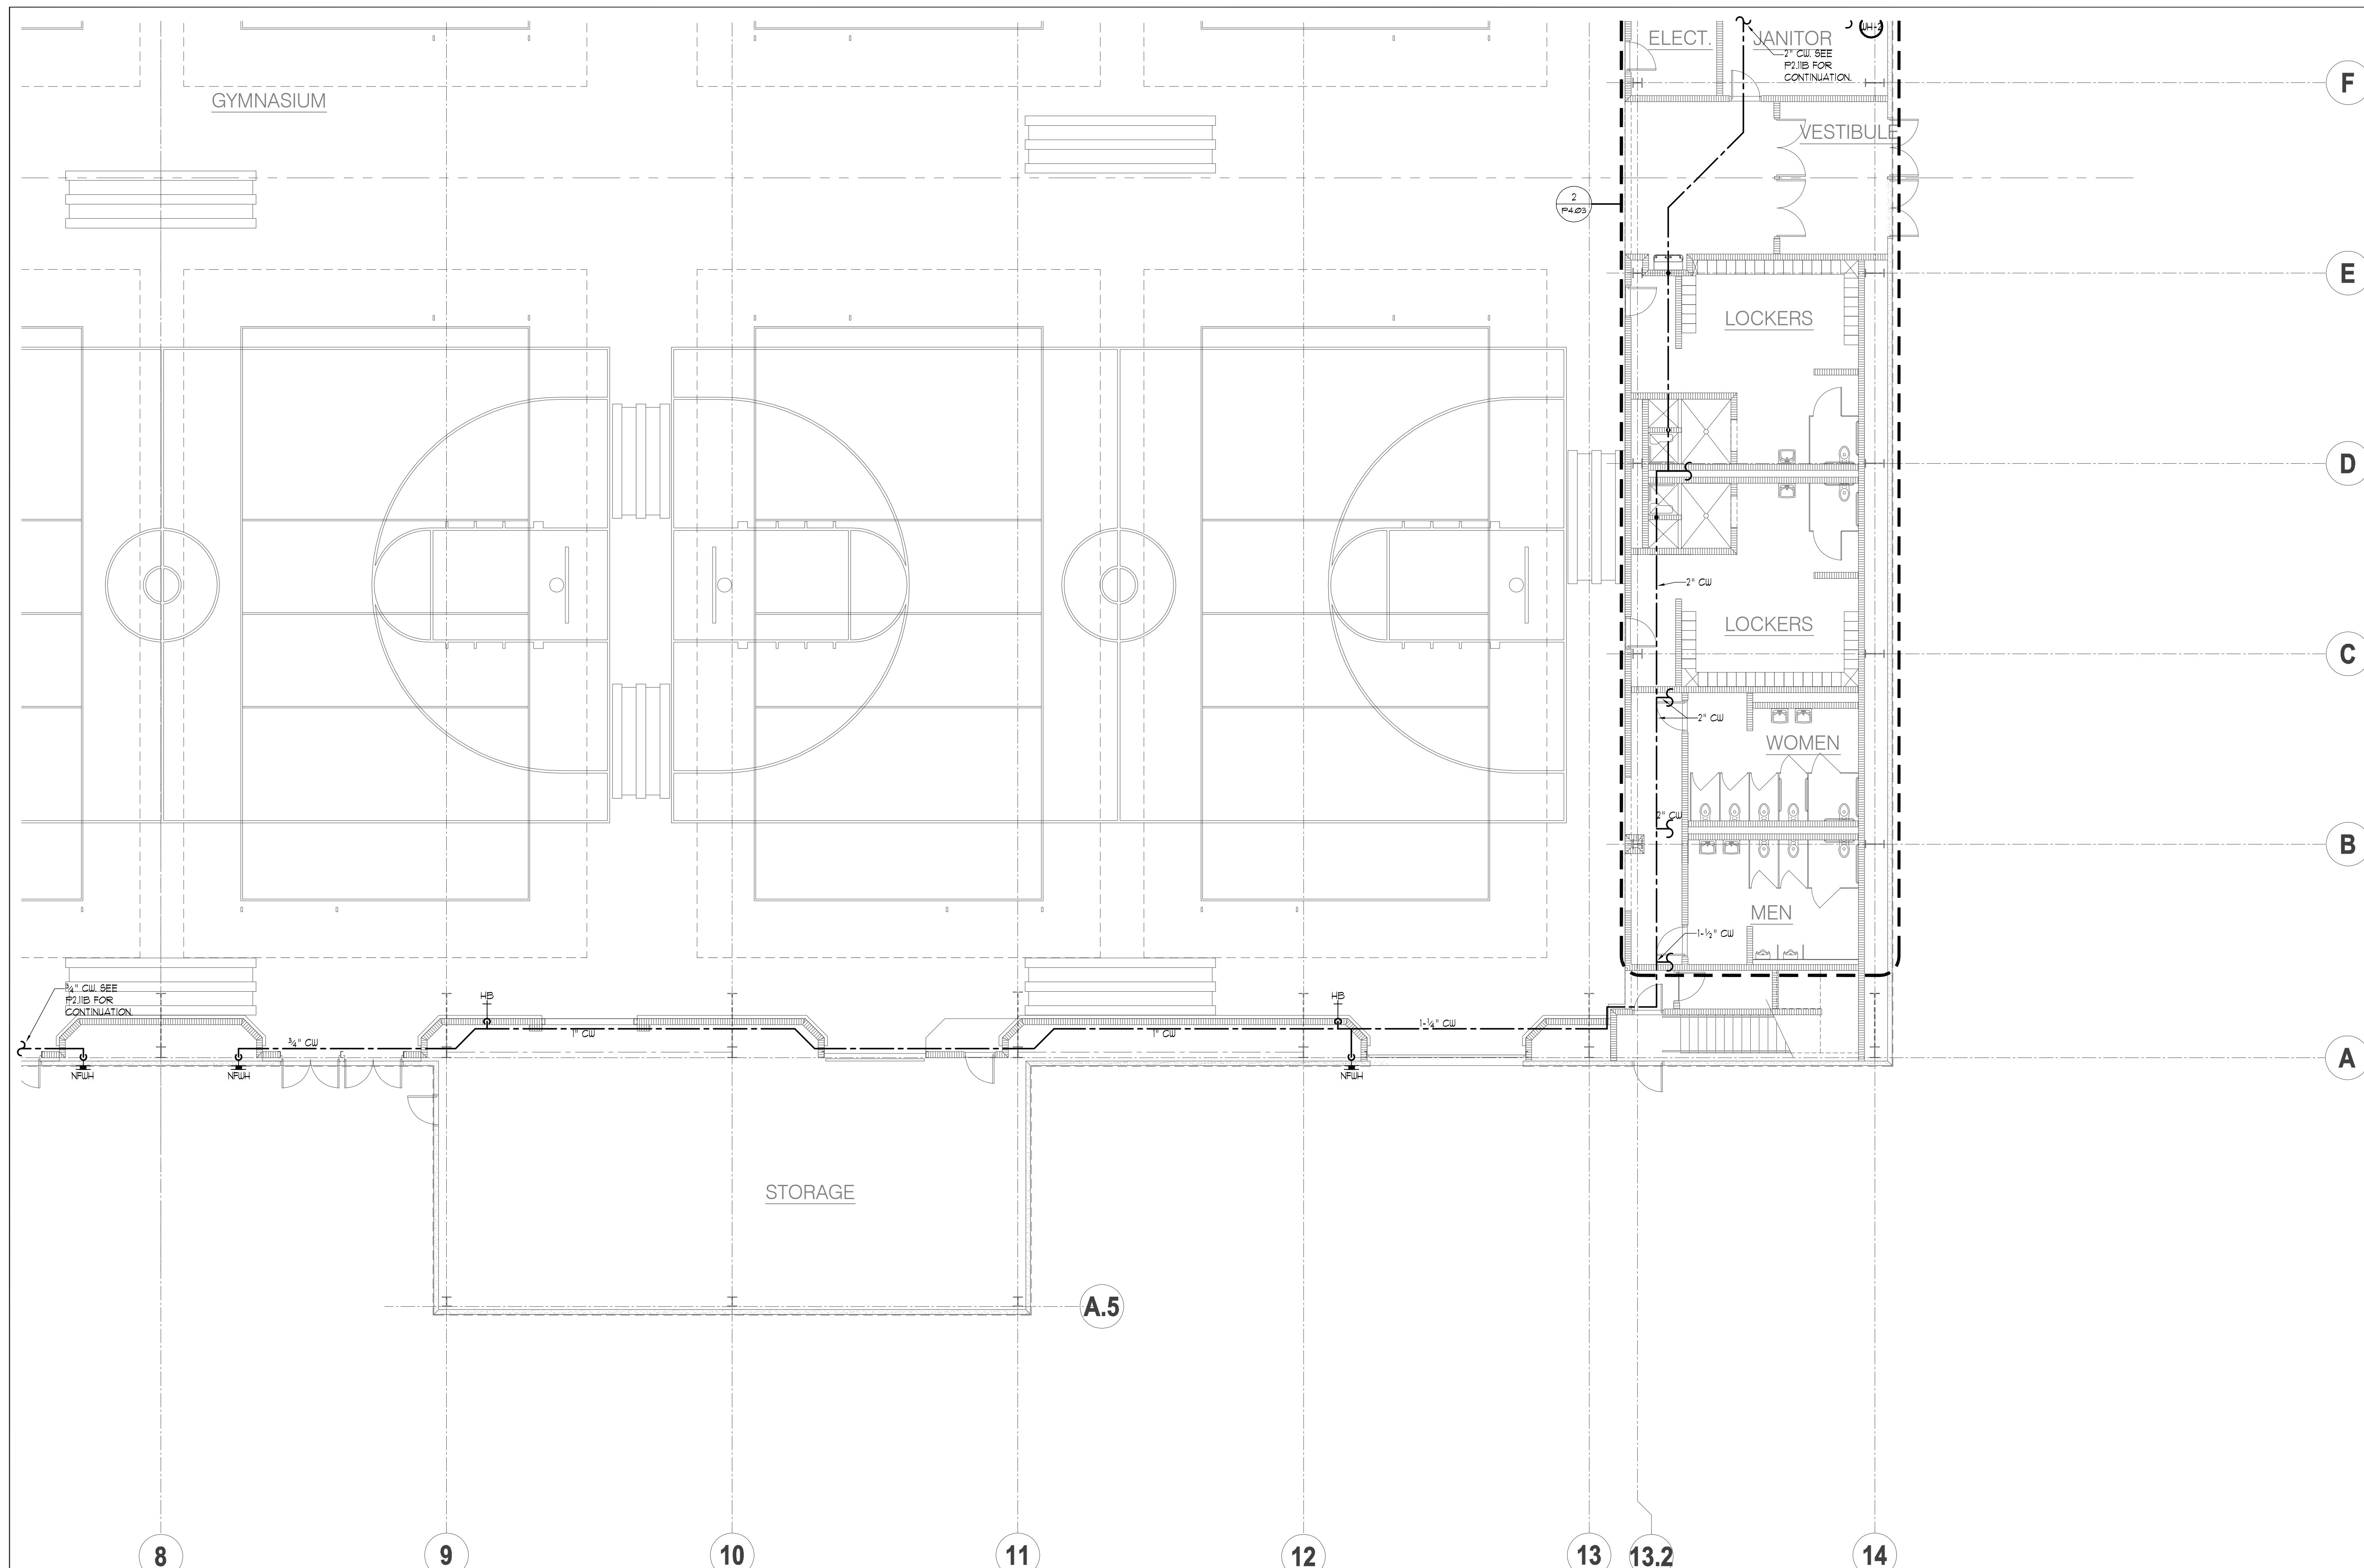 ELECT.
JANITOR
WH-2
2" CW. SEE
P2.11B FOR
CONTINUATION.
F
GYMNASIUM
VESTIBULE
2
P4.03
E
LOCKERS
D
2" CW
LOCKERS
C
2" CW
WOMEN
2" CW
B
MEN
1-½" CW
¾" CW. SEE
P2.11B FOR
CONTINUATION.
HB
HB
¾" CW
1" CW
1" CW
1-¼" CW
A
NFWH
NFWH
NFWH
STORAGE
A.5
8
9
10
11
12
13
13.2
14